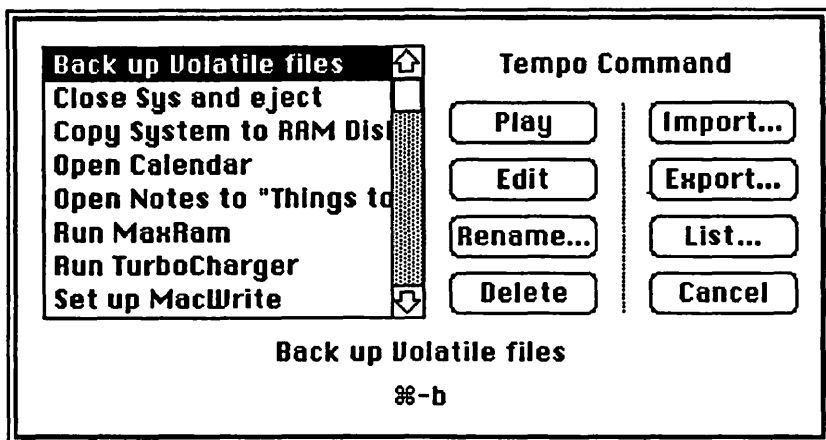 Back up Volatile files
Close Sys and eject
Copy System to RAM Disk
Open Calendar
Open Notes to "Things to
Run MaxRam
Run TurboCharger
Set up MacWrite
Tempo Command
Play
Import...
Edit
Export...
Rename...
List...
Delete
Cancel
Back up Volatile files
⌘-b